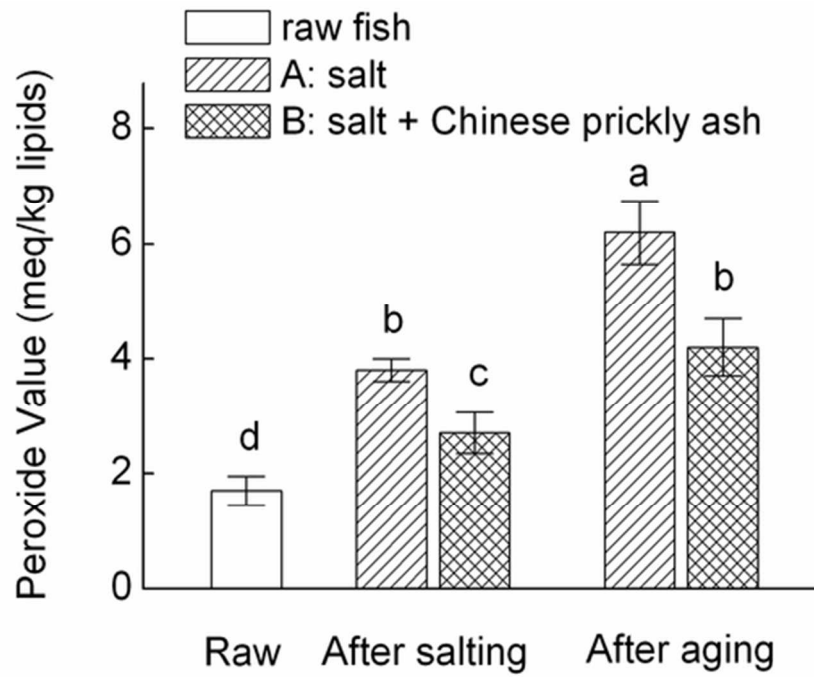 raw fish
A: salt
B: salt + Chinese prickly ash
Peroxide Value (meq/kg lipids)
8
6
4
2
0
d
b
c
a
b
Raw
After salting
After aging